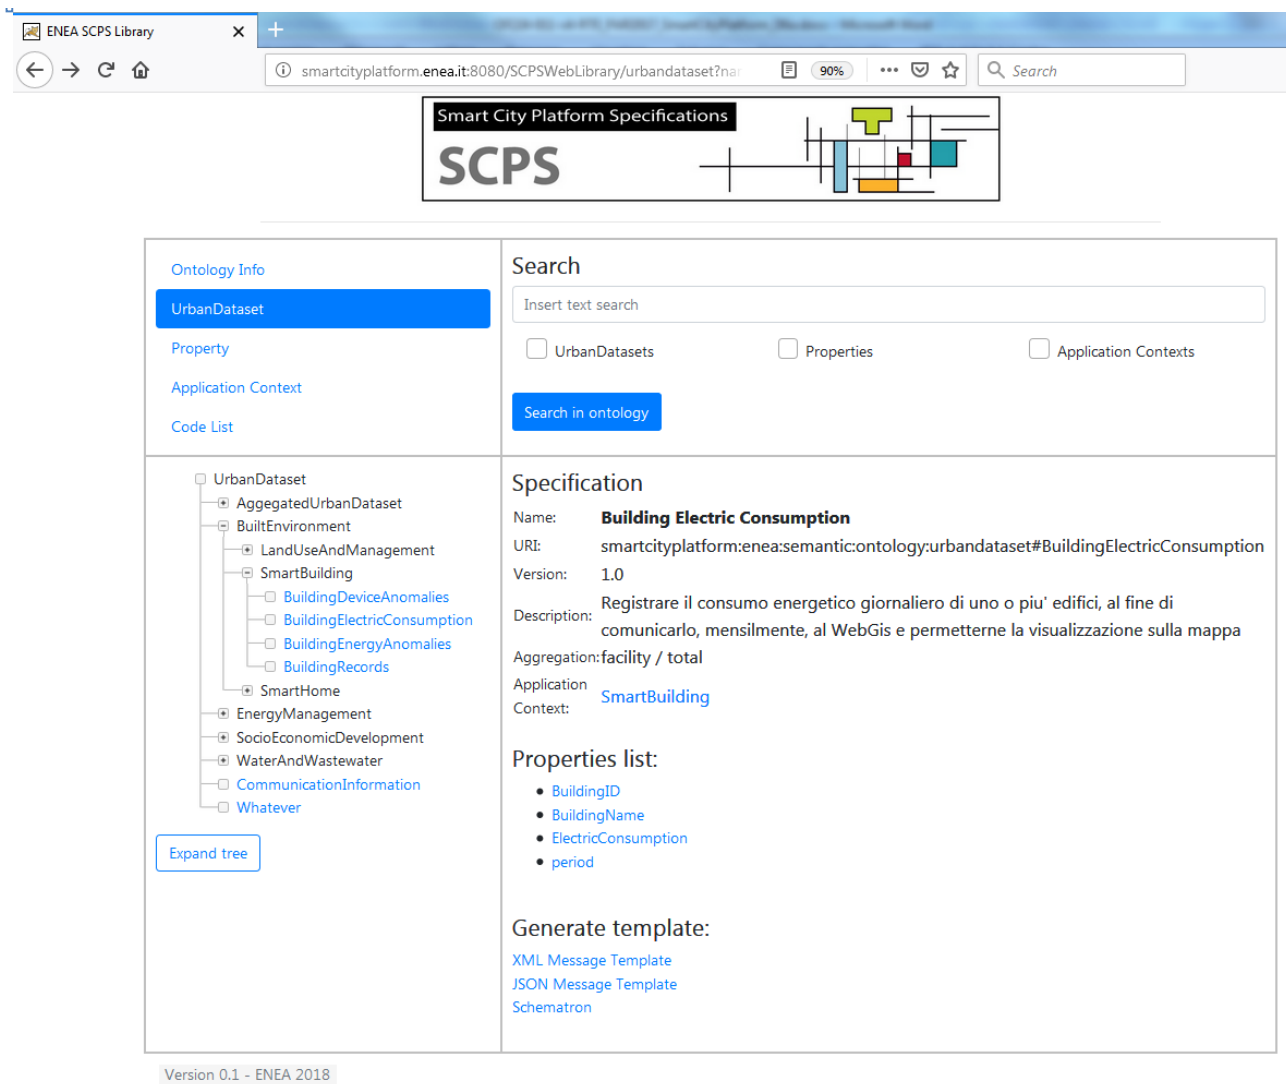 ENEA SCPS Library
smartcityplatform.enea.it:8080/SCPSWebLibrary/urbandataset?nar
90%
Search
Smart City Platform Specifications
SCPS
Ontology Info
UrbanDataset
Property
Application Context
Code List
Search
Insert text search
UrbanDatasets
Properties
Application Contexts
Search in ontology
UrbanDataset
AggegatedUrbanDataset
BuiltEnvironment
LandUseAndManagement
SmartBuilding
BuildingDeviceAnomalies
BuildingElectricConsumption
BuildingEnergyAnomalies
BuildingRecords
SmartHome
EnergyManagement
SocioEconomicDevelopment
WaterAndWastewater
CommunicationInformation
Whatever
Expand tree
Specification
Name: Building Electric Consumption
URI: smartcityplatform:enea:semantic:ontology:urbandataset#BuildingElectricConsumption
Version: 1.0
Description: Registrare il consumo energetico giornaliero di uno o piu' edifici, al fine di
comunicarlo, mensilmente, al WebGis e permetterne la visualizzazione sulla mappa
Aggregation: facility / total
Application
Context: SmartBuilding
Properties list:
BuildingID
BuildingName
ElectricConsumption
period
Generate template:
XML Message Template
JSON Message Template
Schematron
Version 0.1 - ENEA 2018